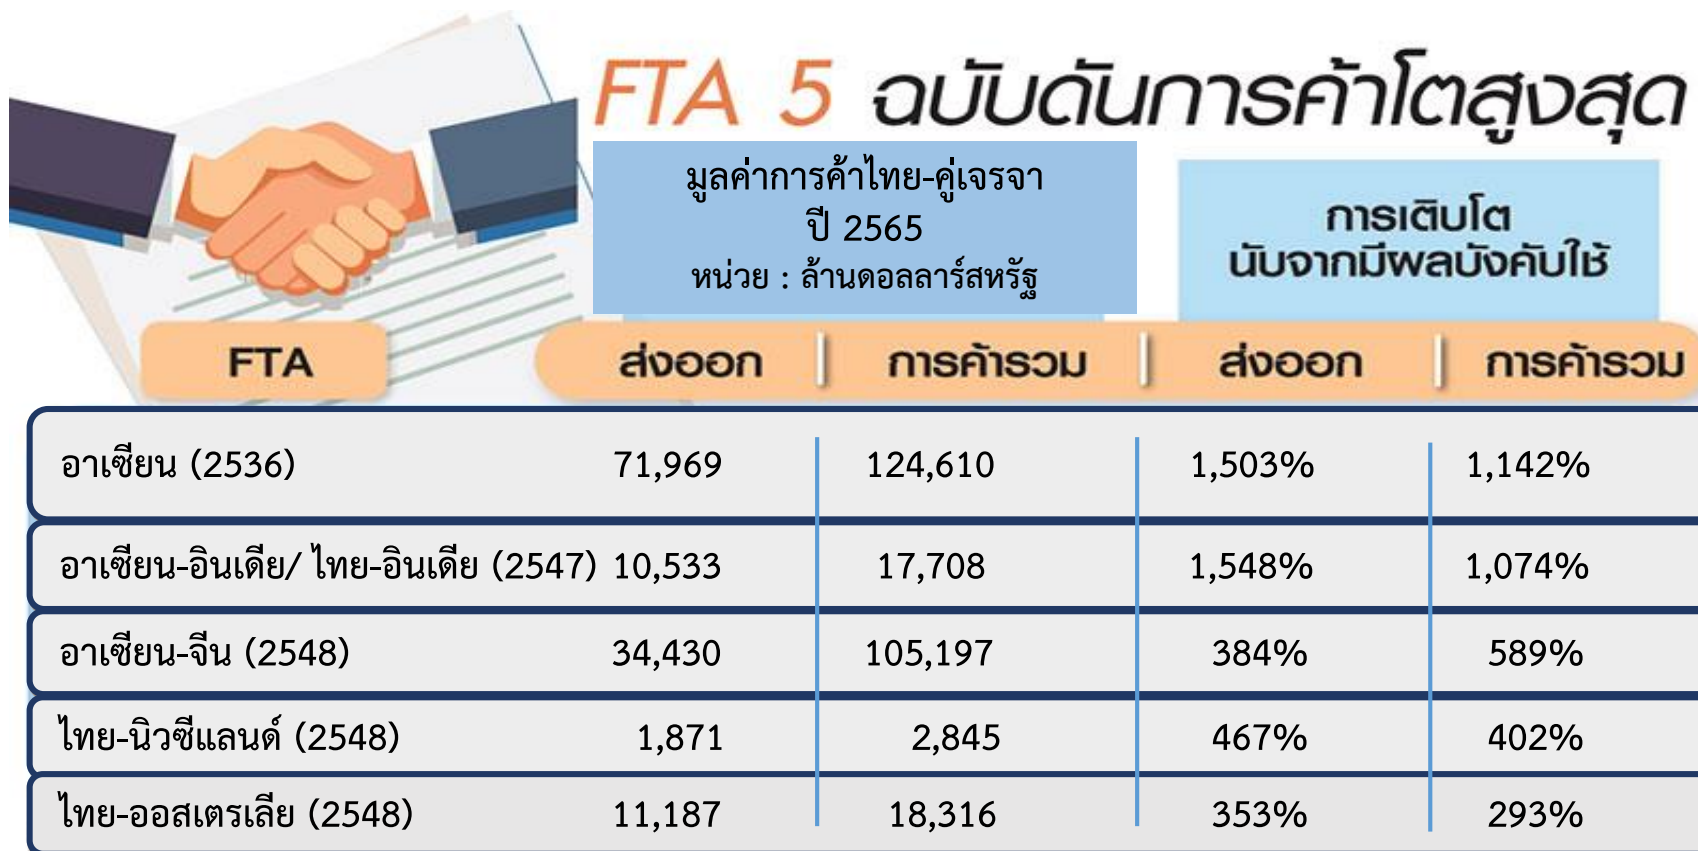 FTA 5 ฉบับดันการค้าโตสูงสุด
มูลค่าการค้าไทย-คู่เจรจา
ปี 2565
หน่วย : ล้านดอลลาร์สหรัฐ
การเติบโต
นับจากมีผลบังคับใช้
FTA ส่งออก การค้ารวม ส่งออก การค้ารวม
อาเซียน (2536) 71,969 124,610 1,503% 1,142%
อาเซียน-อินเดีย/ ไทย-อินเดีย (2547) 10,533 17,708 1,548% 1,074%
อาเซียน-จีน (2548) 34,430 105,197 384% 589%
ไทย-นิวซีแลนด์ (2548) 1,871 2,845 467% 402%
ไทย-ออสเตรเลีย (2548) 11,187 18,316 353% 293%